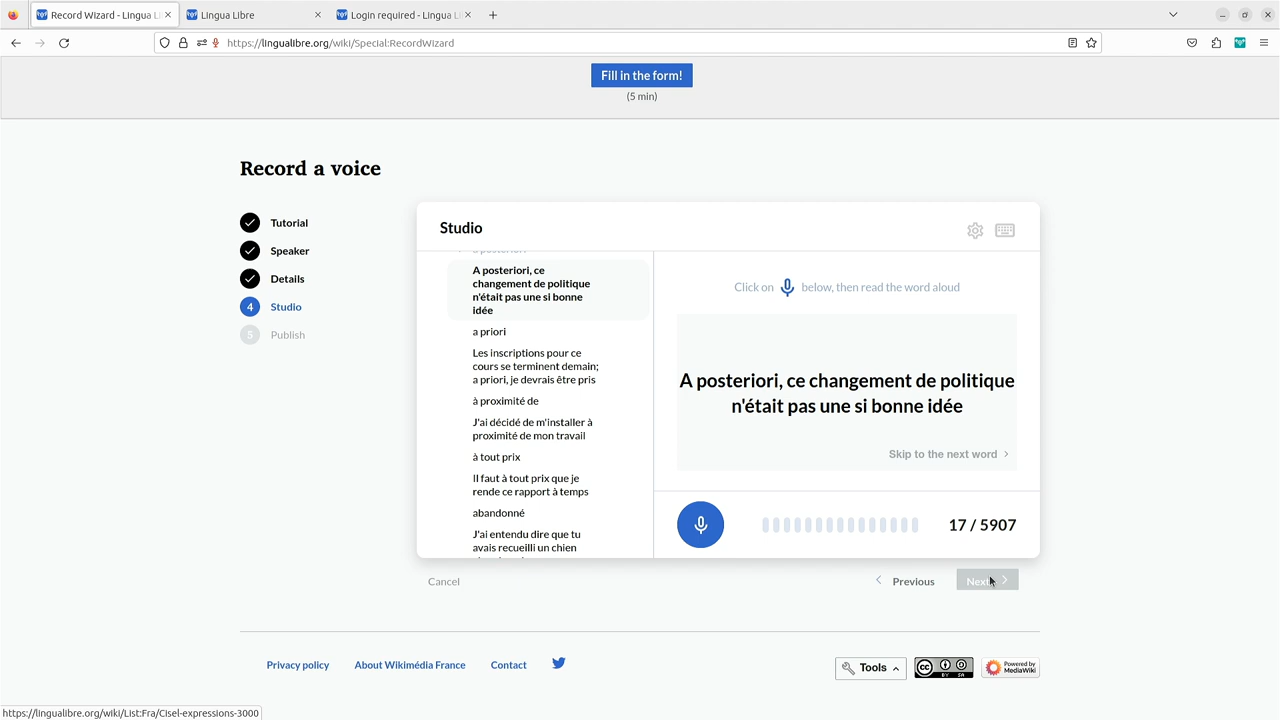 Record Wizard - Lingua Li
Lingua Libre
Login required - Lingua L
https://lingualibre.org/wiki/Special:RecordWizard
Fill in the form!
(5 min)
Record a voice
Tutorial
Speaker
Details
4 Studio
5 Publish
Studio
a posteriori
A posteriori, ce
changement de politique
n'était pas une si bonne
idée
a priori
Les inscriptions pour ce
cours se terminent demain;
a priori, je devrais être pris
à proximité de
J'ai décidé de m'installer à
proximité de mon travail
à tout prix
Il faut à tout prix que je
rende ce rapport à temps
abandonné
J'ai entendu dire que tu
avais recueilli un chien
Click on below, then read the word aloud
A posteriori, ce changement de politique
n'était pas une si bonne idée
Skip to the next word
17 / 5907
Cancel
Previous
Next
Privacy policy
About Wikimédia France
Contact
Tools
CC BY SA
Powered by
MediaWiki
https://lingualibre.org/wiki/List:Fra/Cisel-expressions-3000